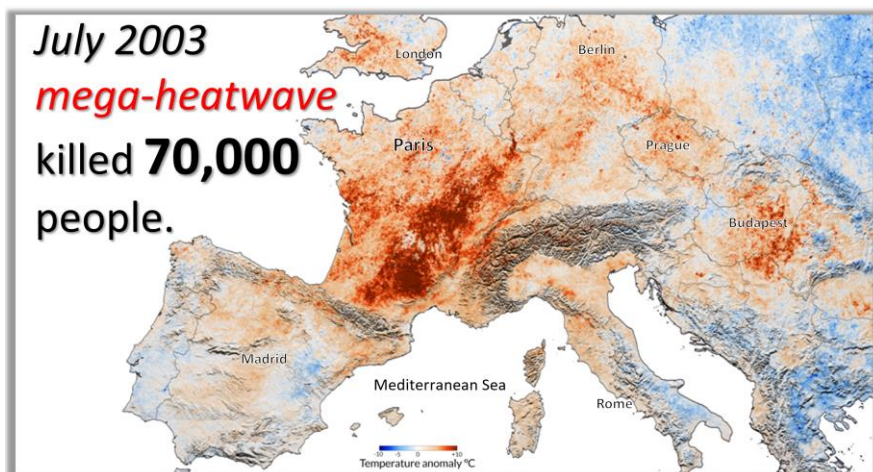 July 2003
mega-heatwave
killed 70,000
people.
London
Berlin
Paris
Prague
Budapest
Madrid
Mediterranean Sea
Rome
-10 -5 0 +10
Temperature anomaly °C